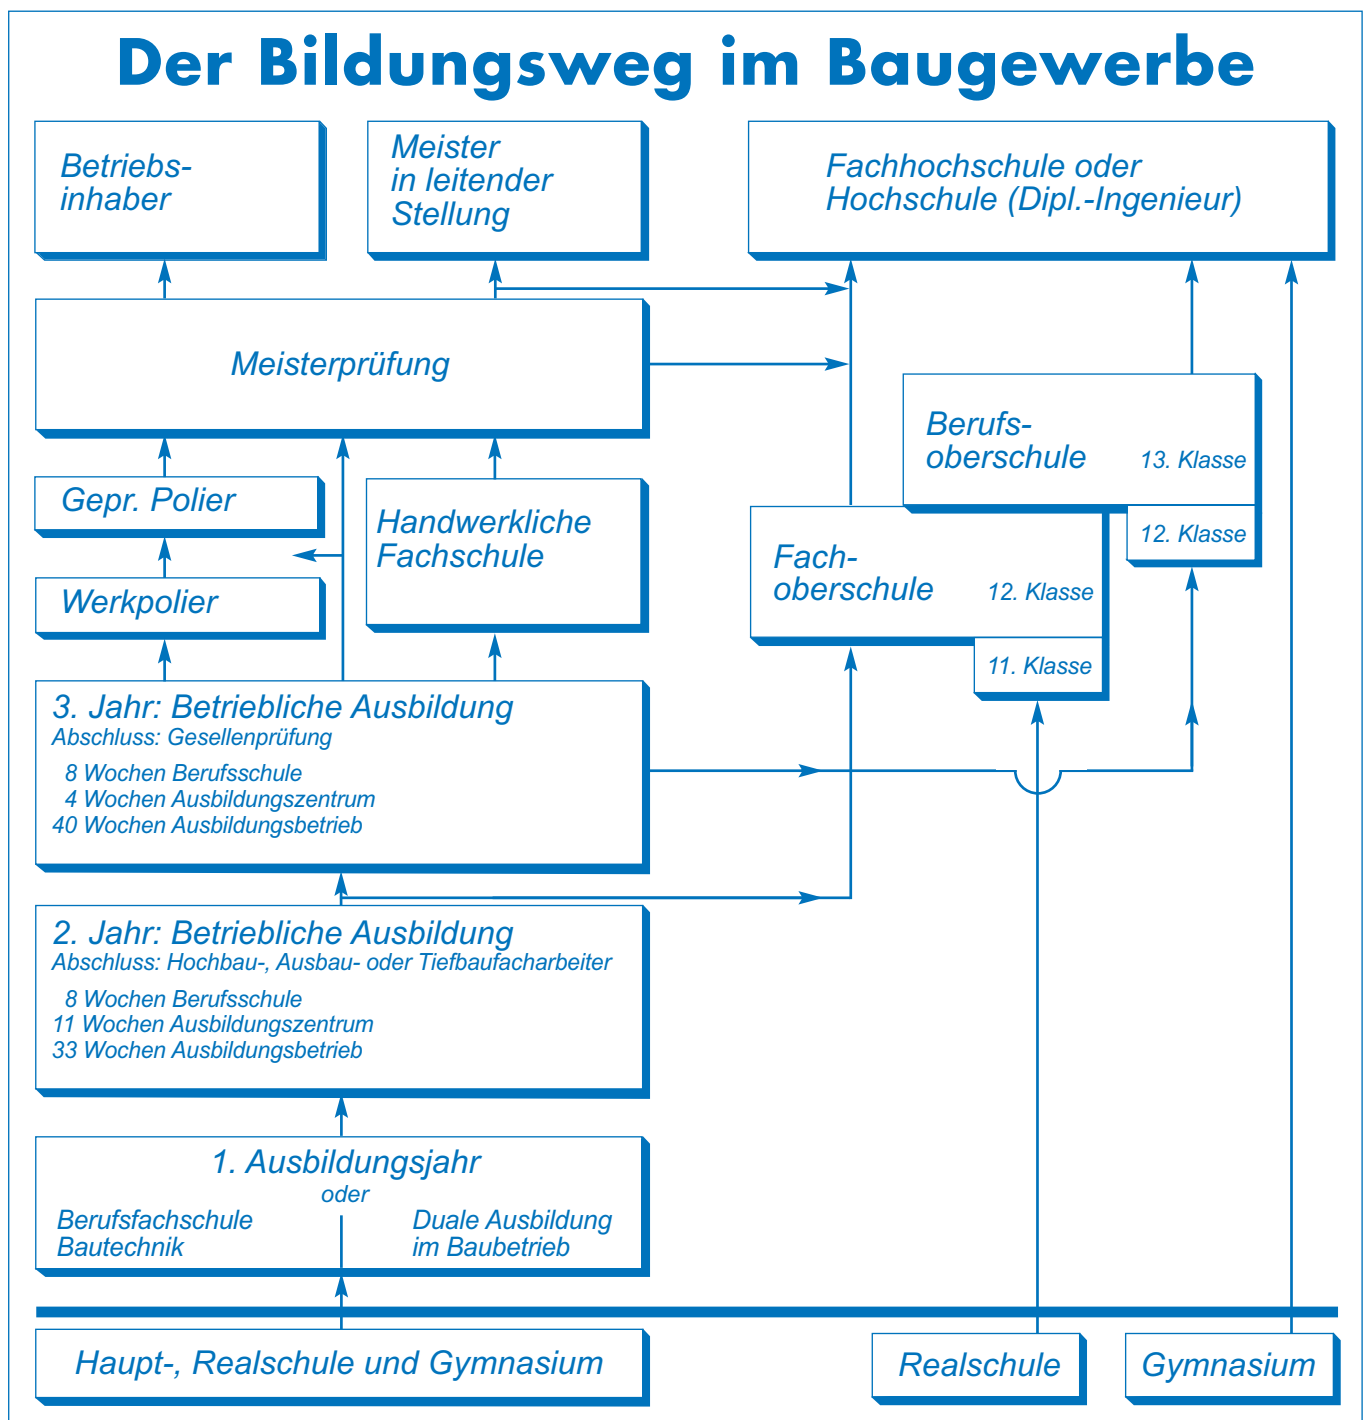 Der Bildungsweg im Baugewerbe
Betriebs-
inhaber
Meister
in leitender
Stellung
Fachhochschule oder
Hochschule (Dipl.-Ingenieur)
Meisterprüfung
Berufs-
oberschule 13. Klasse
12. Klasse
Gepr. Polier
Handwerkliche
Fachschule
Werkpolier
Fach-
oberschule 12. Klasse
11. Klasse
3. Jahr: Betriebliche Ausbildung
Abschluss: Gesellenprüfung
8 Wochen Berufsschule
4 Wochen Ausbildungszentrum
40 Wochen Ausbildungsbetrieb
2. Jahr: Betriebliche Ausbildung
Abschluss: Hochbau-, Ausbau- oder Tiefbaufacharbeiter
8 Wochen Berufsschule
11 Wochen Ausbildungszentrum
33 Wochen Ausbildungsbetrieb
1. Ausbildungsjahr
oder
Berufsfachschule
Bautechnik
Duale Ausbildung
im Baubetrieb
Haupt-, Realschule und Gymnasium
Realschule
Gymnasium